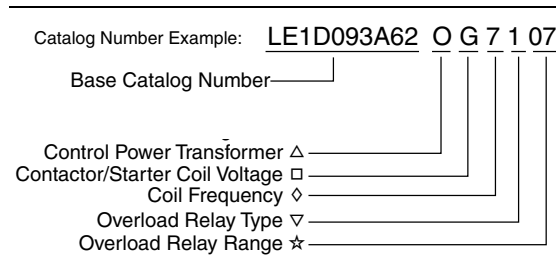 Catalog Number Example: LE1D093A62 O G 7 1 07
Base Catalog Number
Control Power Transformer △
Contactor/Starter Coil Voltage □
Coil Frequency ◊
Overload Relay Type ▽
Overload Relay Range ☆